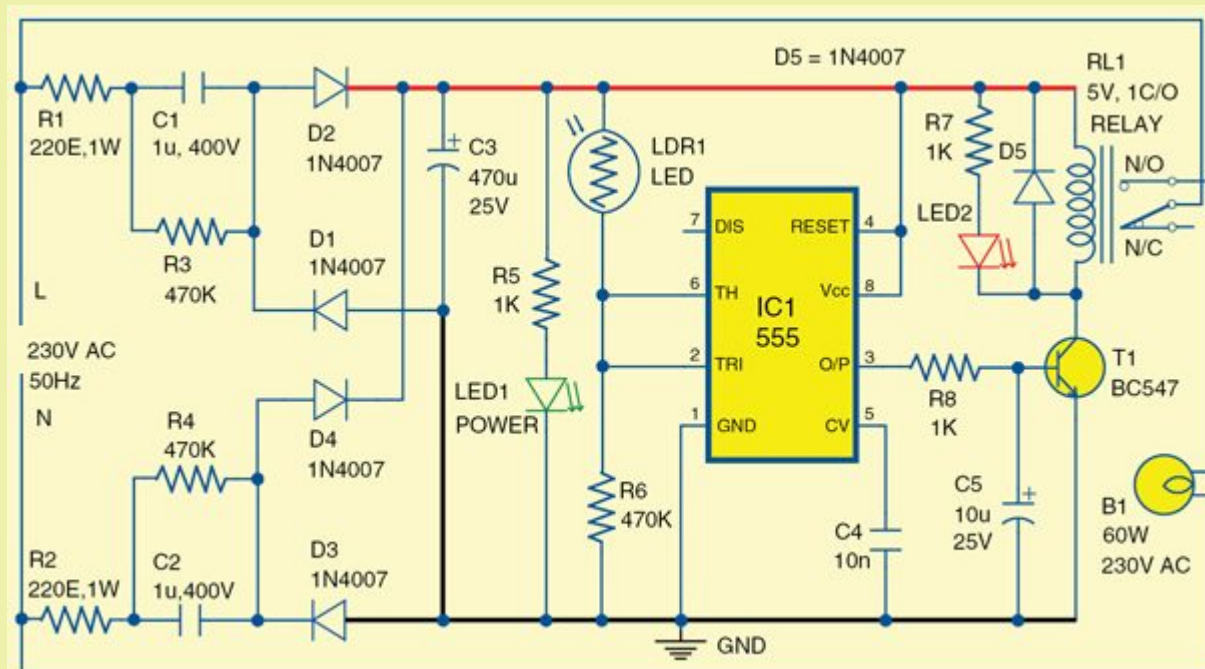 D5 = 1N4007
RL1
5V, 1C/O
RELAY
R1
220E,1W
C1
1u, 400V
D2
1N4007
C3
470u
25V
+
LDR1
LED
R7
1K
D5
N/O
N/C
LED2
R3
470K
D1
1N4007
R5
1K
7
DIS
RESET
4
6
TH
Vcc
8
IC1
555
2
TRI
O/P
3
1
GND
CV
5
L
230V AC
50Hz
N
LED1
POWER
R4
470K
D4
1N4007
R8
1K
T1
BC547
R6
470K
C4
10n
C5
10u
25V
+
B1
60W
230V AC
R2
220E,1W
C2
1u,400V
D3
1N4007
GND